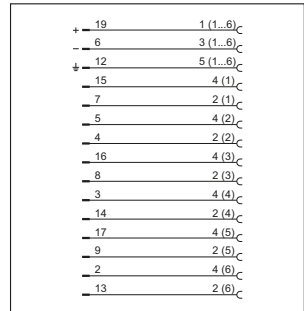 + 19 1 (1...6)
– 6 3 (1...6)
⏚ 12 5 (1...6)
15 4 (1)
7 2 (1)
5 4 (2)
4 2 (2)
16 4 (3)
8 2 (3)
3 4 (4)
14 2 (4)
17 4 (5)
9 2 (5)
2 4 (6)
13 2 (6)